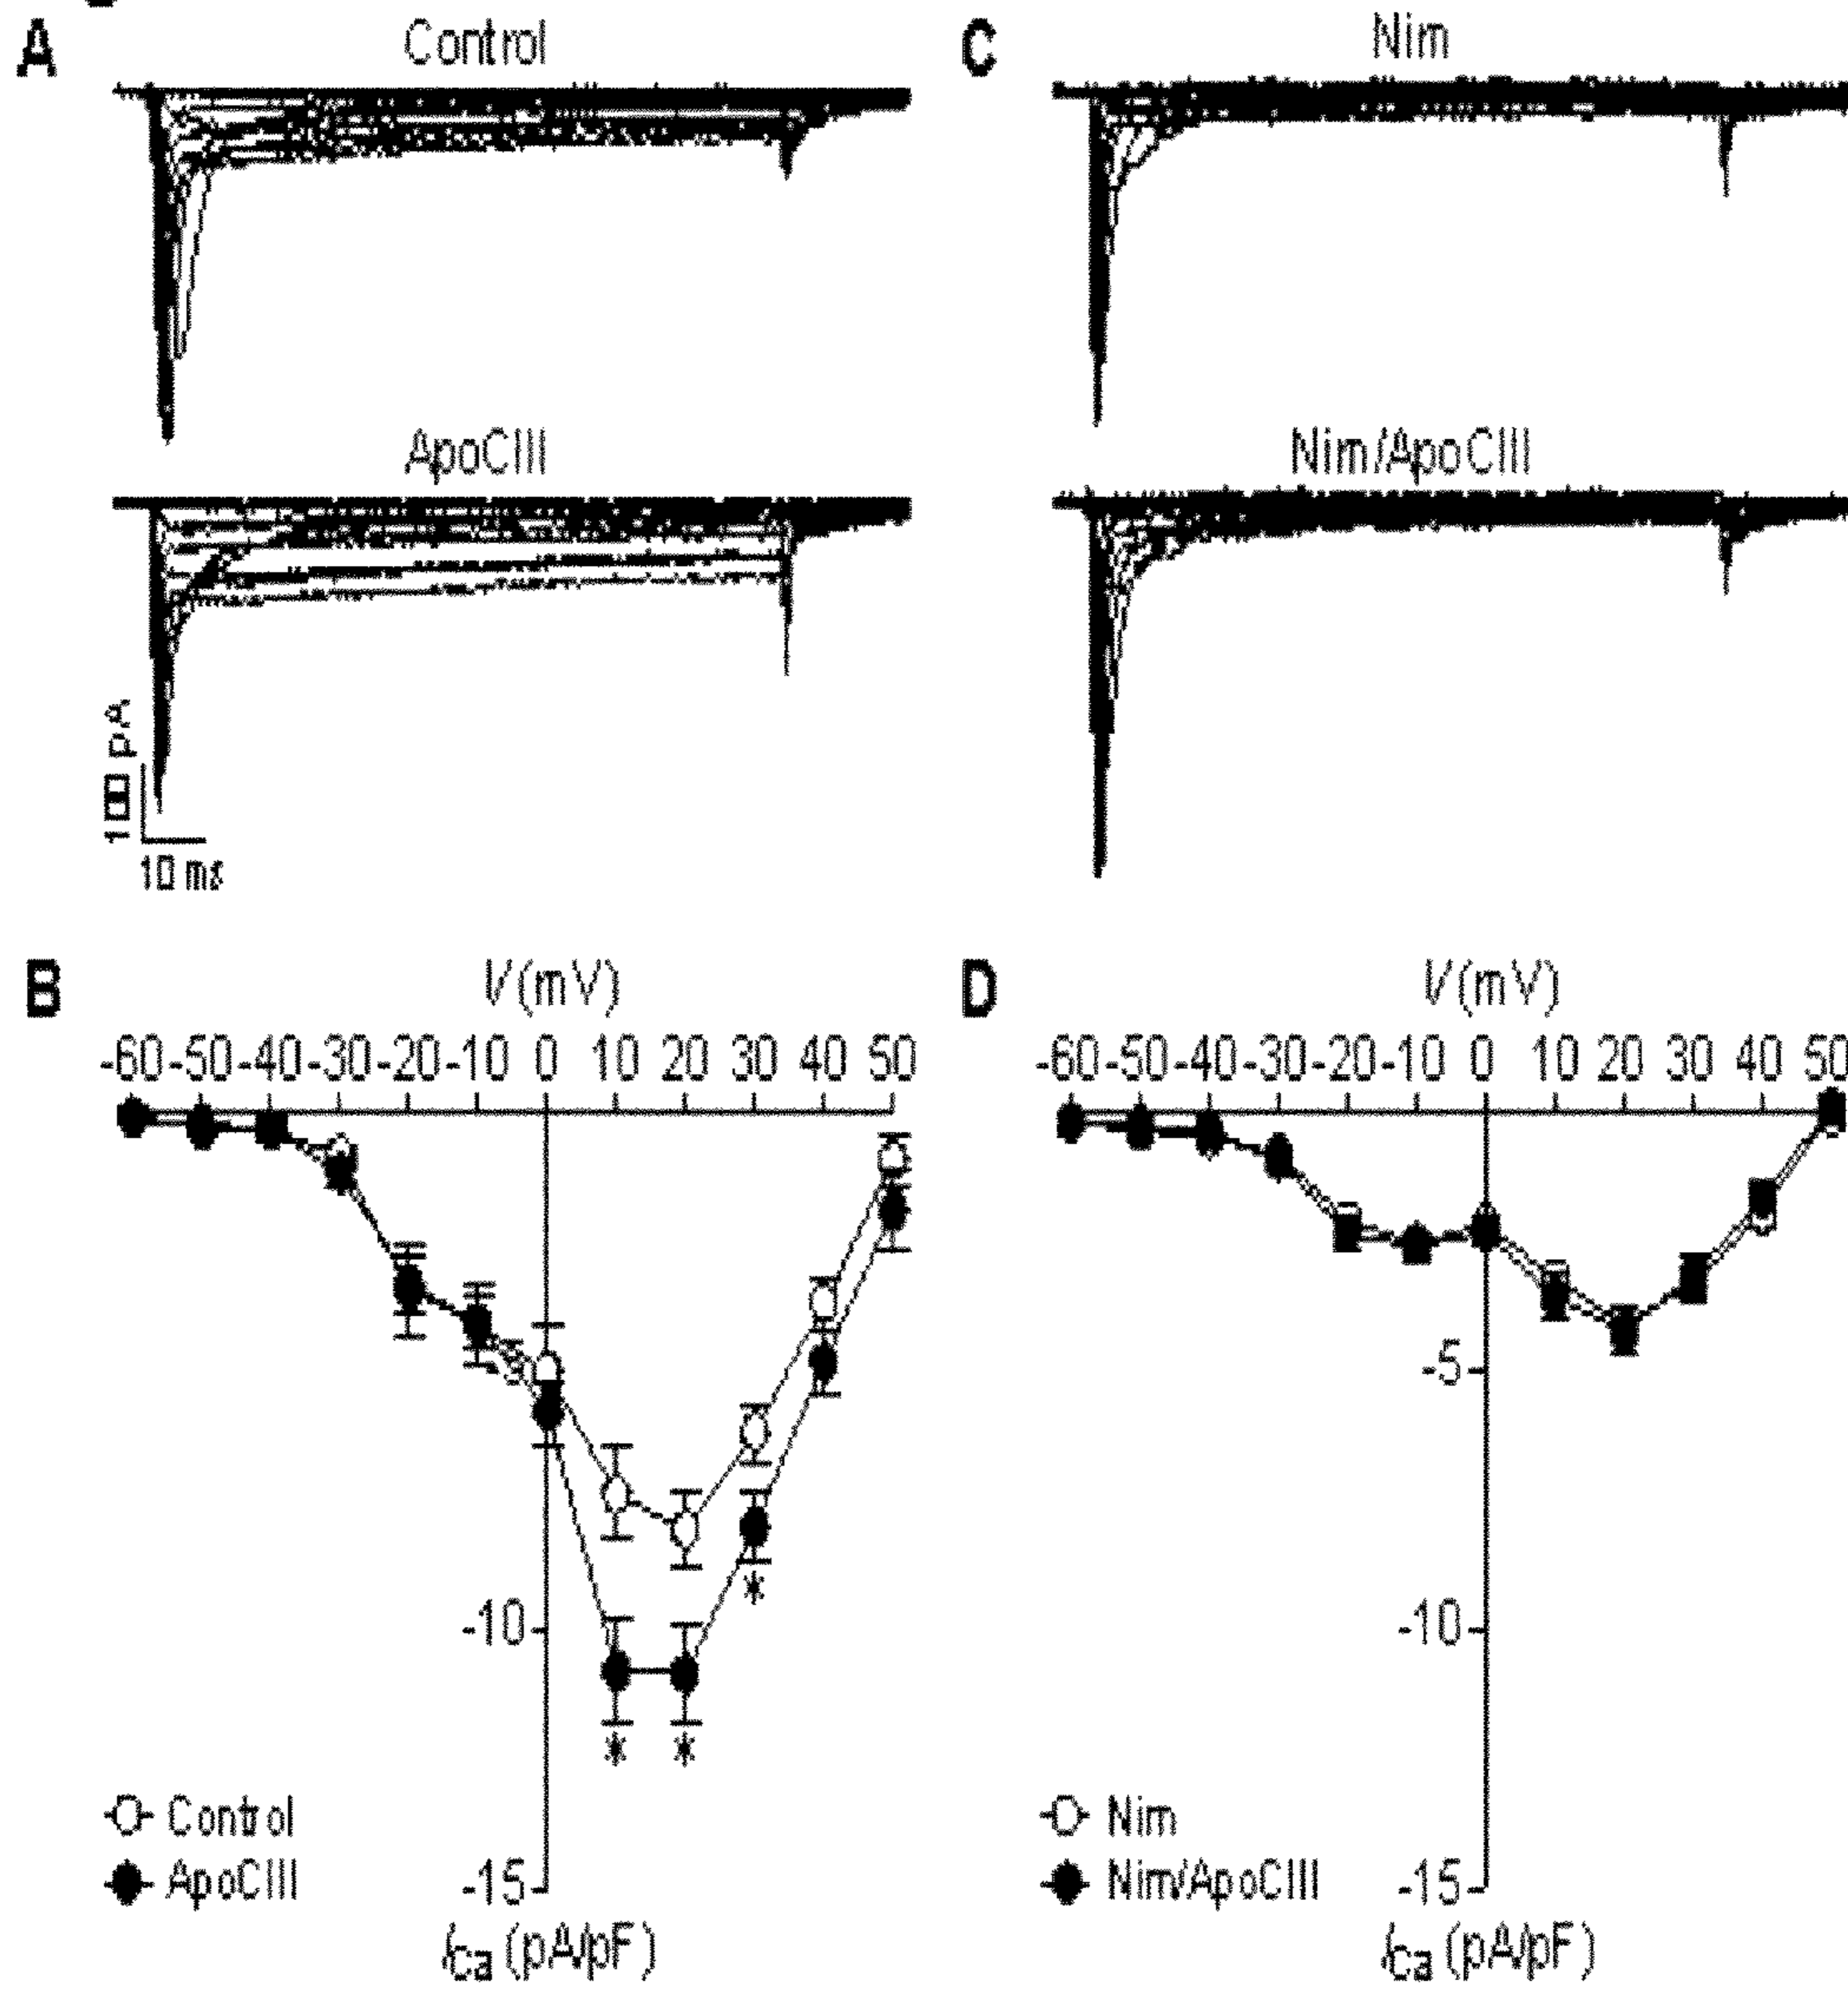 A Control
C Nim
ApoCIII
Nim/ApoCIII
100 pA
10 ms
B V (mV)
-60 -50 -40 -30 -20 -10 0 10 20 30 40 50
-10
* * *
Control
ApoCIII
-15
ICa (pA/pF)
D V (mV)
-60 -50 -40 -30 -20 -10 0 10 20 30 40 50
-5
-10
Nim
Nim/ApoCIII
-15
ICa (pA/pF)